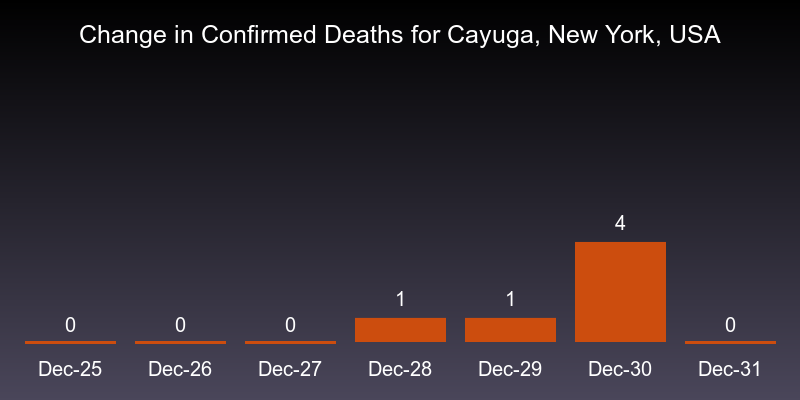 Change in Confirmed Deaths for Cayuga, New York, USA
0 0 0 1 1 4 0
Dec-25 Dec-26 Dec-27 Dec-28 Dec-29 Dec-30 Dec-31